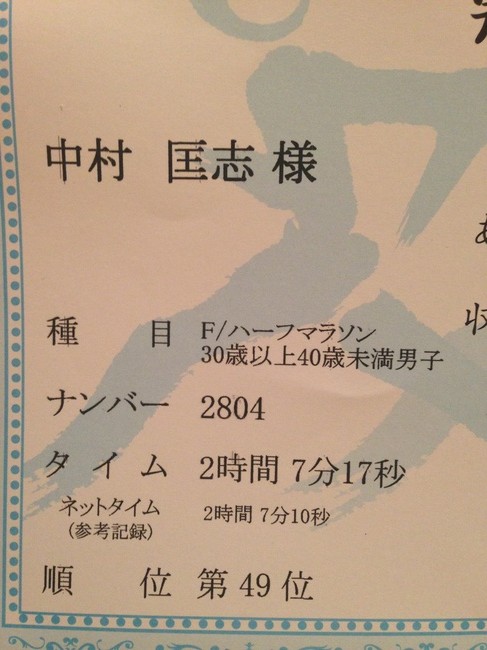 中村 匡志 様
種目 F/ハーフマラソン
30歳以上40歳未満男子
ナンバー 2804
タイム 2時間 7分17秒
ネットタイム 2時間 7分10秒
(参考記録)
順位 第 49 位